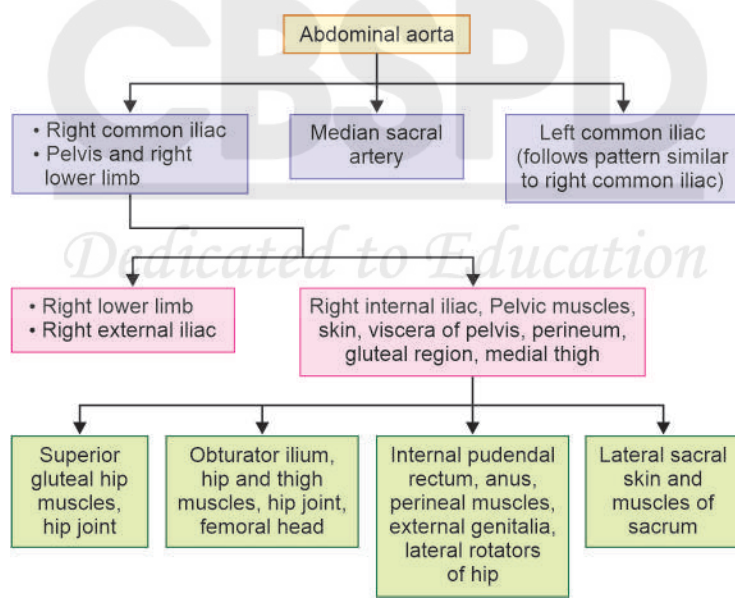 CBSPD
Dedicated to Education
Abdominal aorta
• Right common iliac
• Pelvis and right
lower limb
Median sacral
artery
Left common iliac
(follows pattern similar
to right common iliac)
• Right lower limb
• Right external iliac
Right internal iliac, Pelvic muscles,
skin, viscera of pelvis, perineum,
gluteal region, medial thigh
Superior
gluteal hip
muscles,
hip joint
Obturator ilium,
hip and thigh
muscles, hip joint,
femoral head
Internal pudendal
rectum, anus,
perineal muscles,
external genitalia,
lateral rotators
of hip
Lateral sacral
skin and
muscles of
sacrum